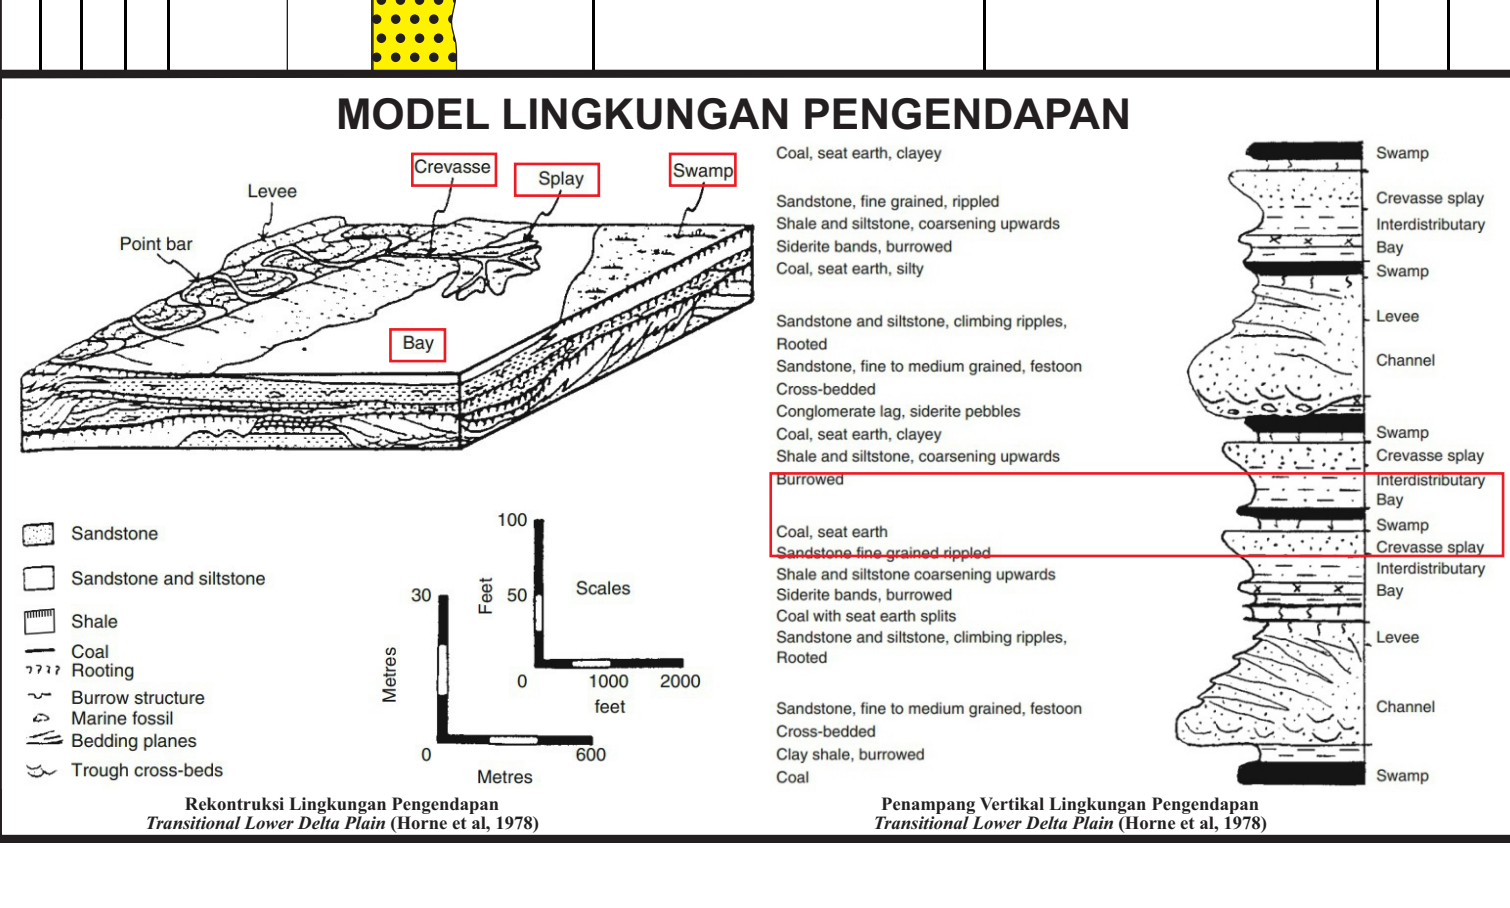 MODEL LINGKUNGAN PENGENDAPAN
Levee
Crevasse
Splay
Swamp
Point bar
Bay
Sandstone
Sandstone and siltstone
Shale
Coal
Rooting
Burrow structure
Marine fossil
Bedding planes
Trough cross-beds
100
Feet
50
Scales
0
1000
2000
feet
30
Metres
0
600
Metres
Rekontruksi Lingkungan Pengendapan
Transitional Lower Delta Plain (Horne et al, 1978)
Coal, seat earth, clayey
Sandstone, fine grained, rippled
Shale and siltstone, coarsening upwards
Siderite bands, burrowed
Coal, seat earth, silty
Sandstone and siltstone, climbing ripples,
Rooted
Sandstone, fine to medium grained, festoon
Cross-bedded
Conglomerate lag, siderite pebbles
Coal, seat earth, clayey
Shale and siltstone, coarsening upwards
Burrowed
Coal, seat earth
Sandstone fine grained rippled
Shale and siltstone coarsening upwards
Siderite bands, burrowed
Coal with seat earth splits
Sandstone and siltstone, climbing ripples,
Rooted
Sandstone, fine to medium grained, festoon
Cross-bedded
Clay shale, burrowed
Coal
Swamp
Crevasse splay
Interdistributary
Bay
Swamp
Levee
Channel
Swamp
Crevasse splay
Interdistributary
Bay
Swamp
Crevasse splay
Interdistributary
Bay
Levee
Channel
Swamp
Penampang Vertikal Lingkungan Pengendapan
Transitional Lower Delta Plain (Horne et al, 1978)